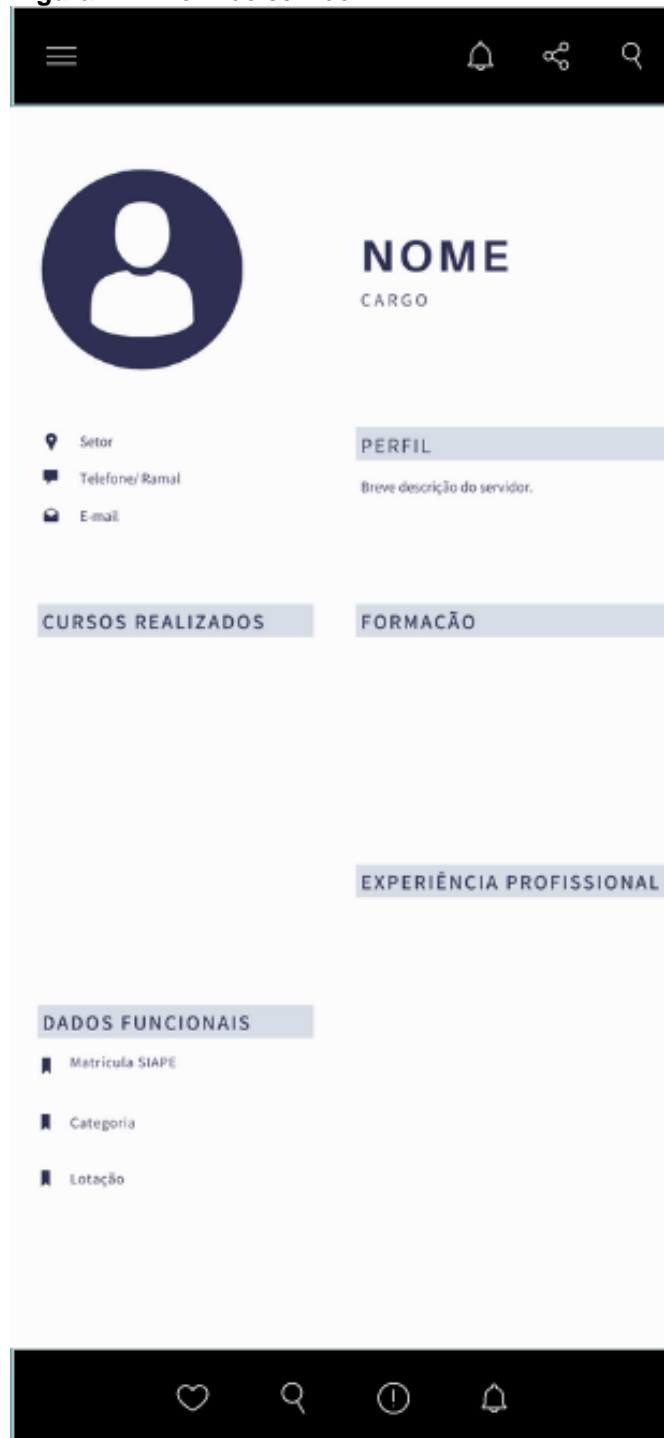 NOME
CARGO
Setor
Telefone/Ramal
E-mail
PERFIL
Breve descrição do servidor.
CURSOS REALIZADOS
FORMACÃO
EXPERIÊNCIA PROFISSIONAL
DADOS FUNCIONAIS
Matricula SIAPE
Categoria
Lotação